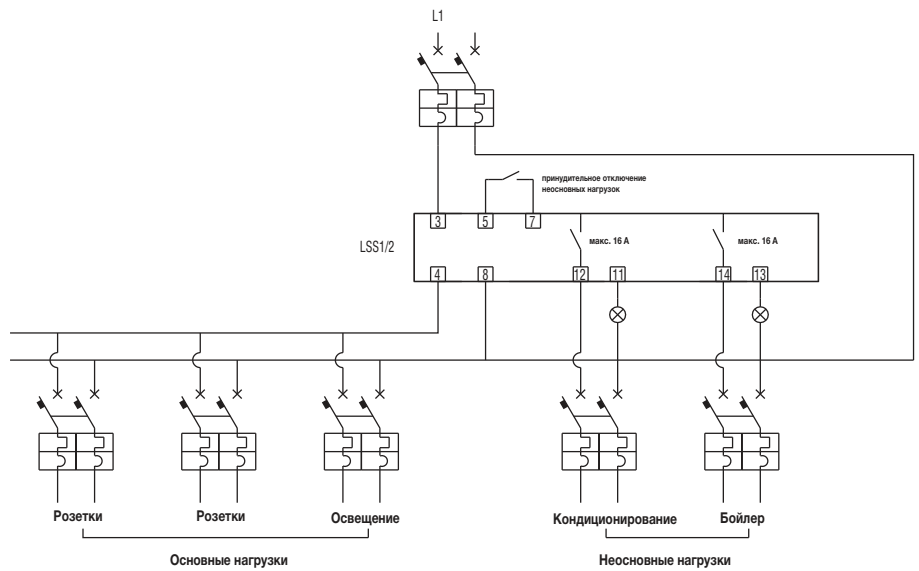 L1
принудительное отключение
неосновных нагрузок
3
5
7
LSS1/2
макс. 16 А
макс. 16 А
4
8
12
11
14
13
Розетки
Розетки
Освещение
Кондиционирование
Бойлер
Основные нагрузки
Неосновные нагрузки